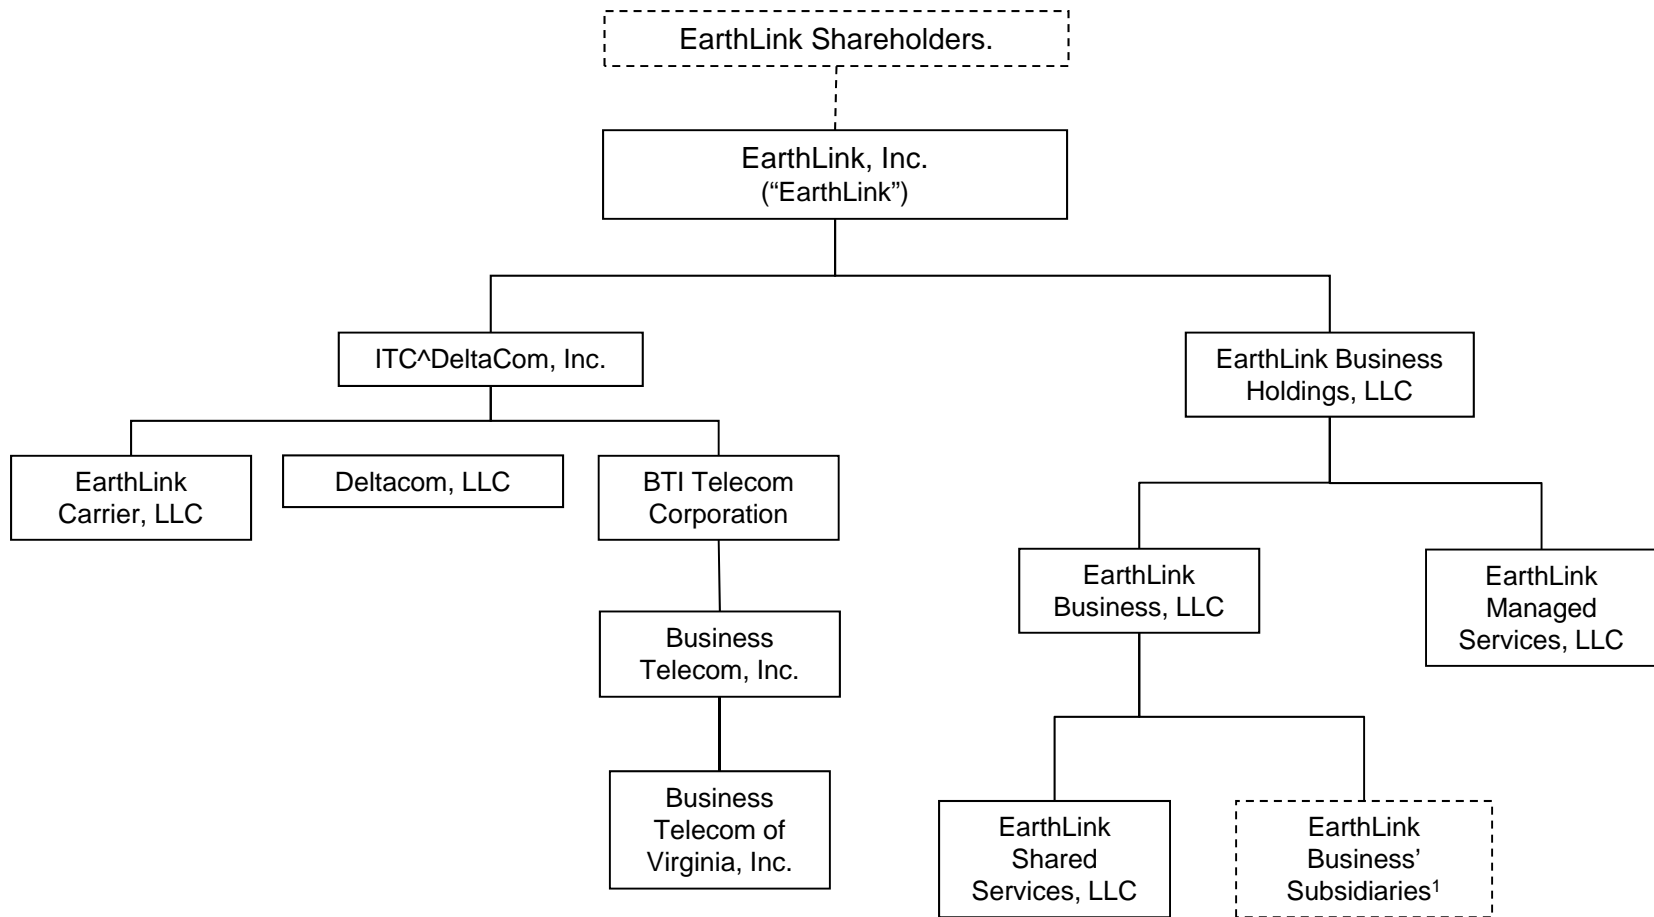 EarthLink Shareholders.
EarthLink, Inc.
(“EarthLink”)
ITC^DeltaCom, Inc.
EarthLink Business
Holdings, LLC
EarthLink
Carrier, LLC
Deltacom, LLC
BTI Telecom
Corporation
EarthLink
Business, LLC
EarthLink
Managed
Services, LLC
Business
Telecom, Inc.
Business
Telecom of
Virginia, Inc.
EarthLink
Shared
Services, LLC
EarthLink
Business’
Subsidiaries¹